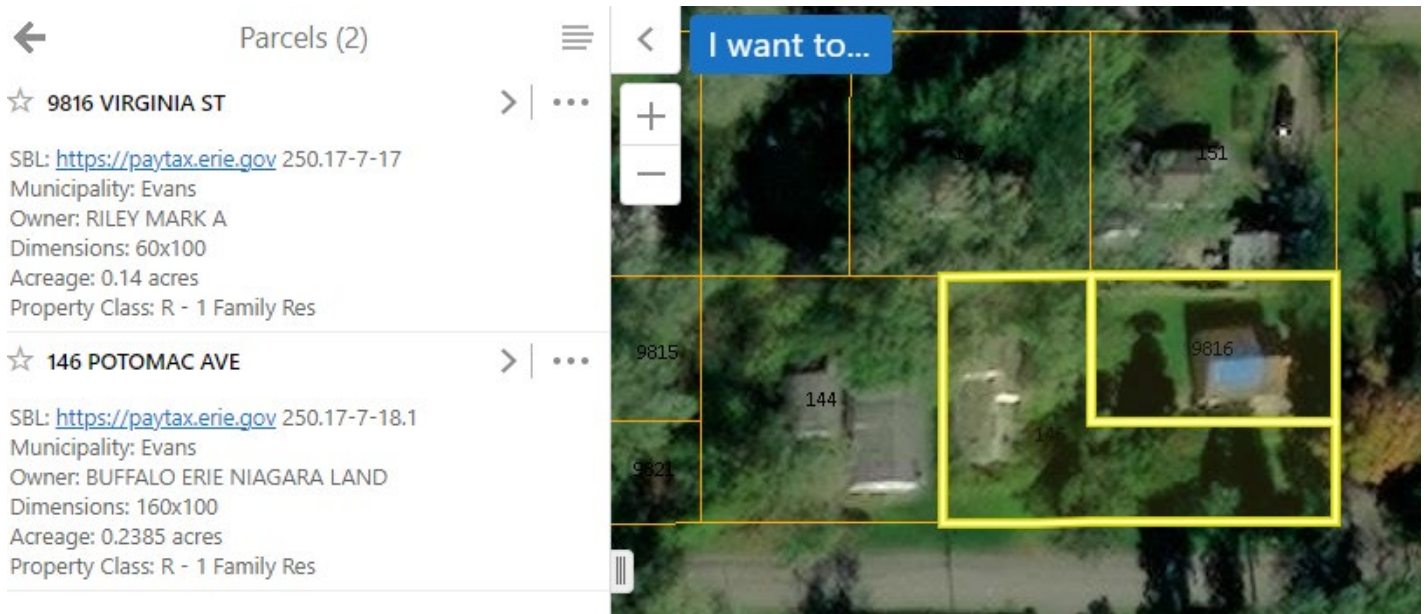 Parcels (2)
I want to...
9816 VIRGINIA ST
SBL: https://paytax.erie.gov 250.17-7-17
Municipality: Evans
Owner: RILEY MARK A
Dimensions: 60x100
Acreage: 0.14 acres
Property Class: R - 1 Family Res
146 POTOMAC AVE
SBL: https://paytax.erie.gov 250.17-7-18.1
Municipality: Evans
Owner: BUFFALO ERIE NIAGARA LAND
Dimensions: 160x100
Acreage: 0.2385 acres
Property Class: R - 1 Family Res
151
9815
9816
144
146
9821